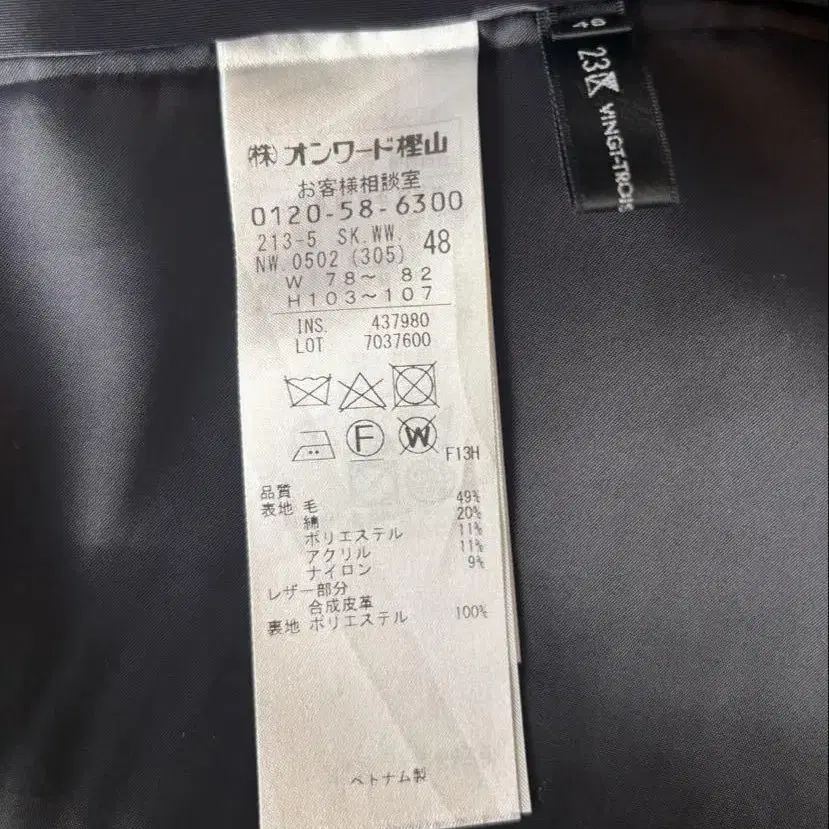 (株)オンワード樫山
お客様相談室
0120-58-6300
213-5 SK.WW.
NW.0502 (305) 48
W 78～ 82
H103～107
INS. 437980
LOT 7037600
F
W
F13H
品質
表地 毛 49%
綿 20%
ポリエステル 11%
アクリル 11%
ナイロン 9%
レザー部分
合成皮革
裏地 ポリエステル 100%
ベトナム製
23区
VINGT-TROIS